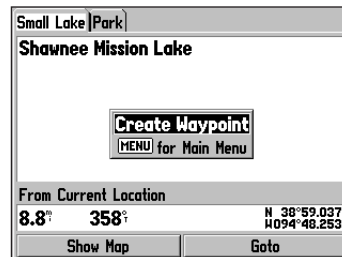 Small Lake Park
Shawnee Mission Lake
Create Waypoint
MENU for Main Menu
From Current Location
8.8 m/i 358°T N 38°59.037
W094°48.253
Show Map Goto